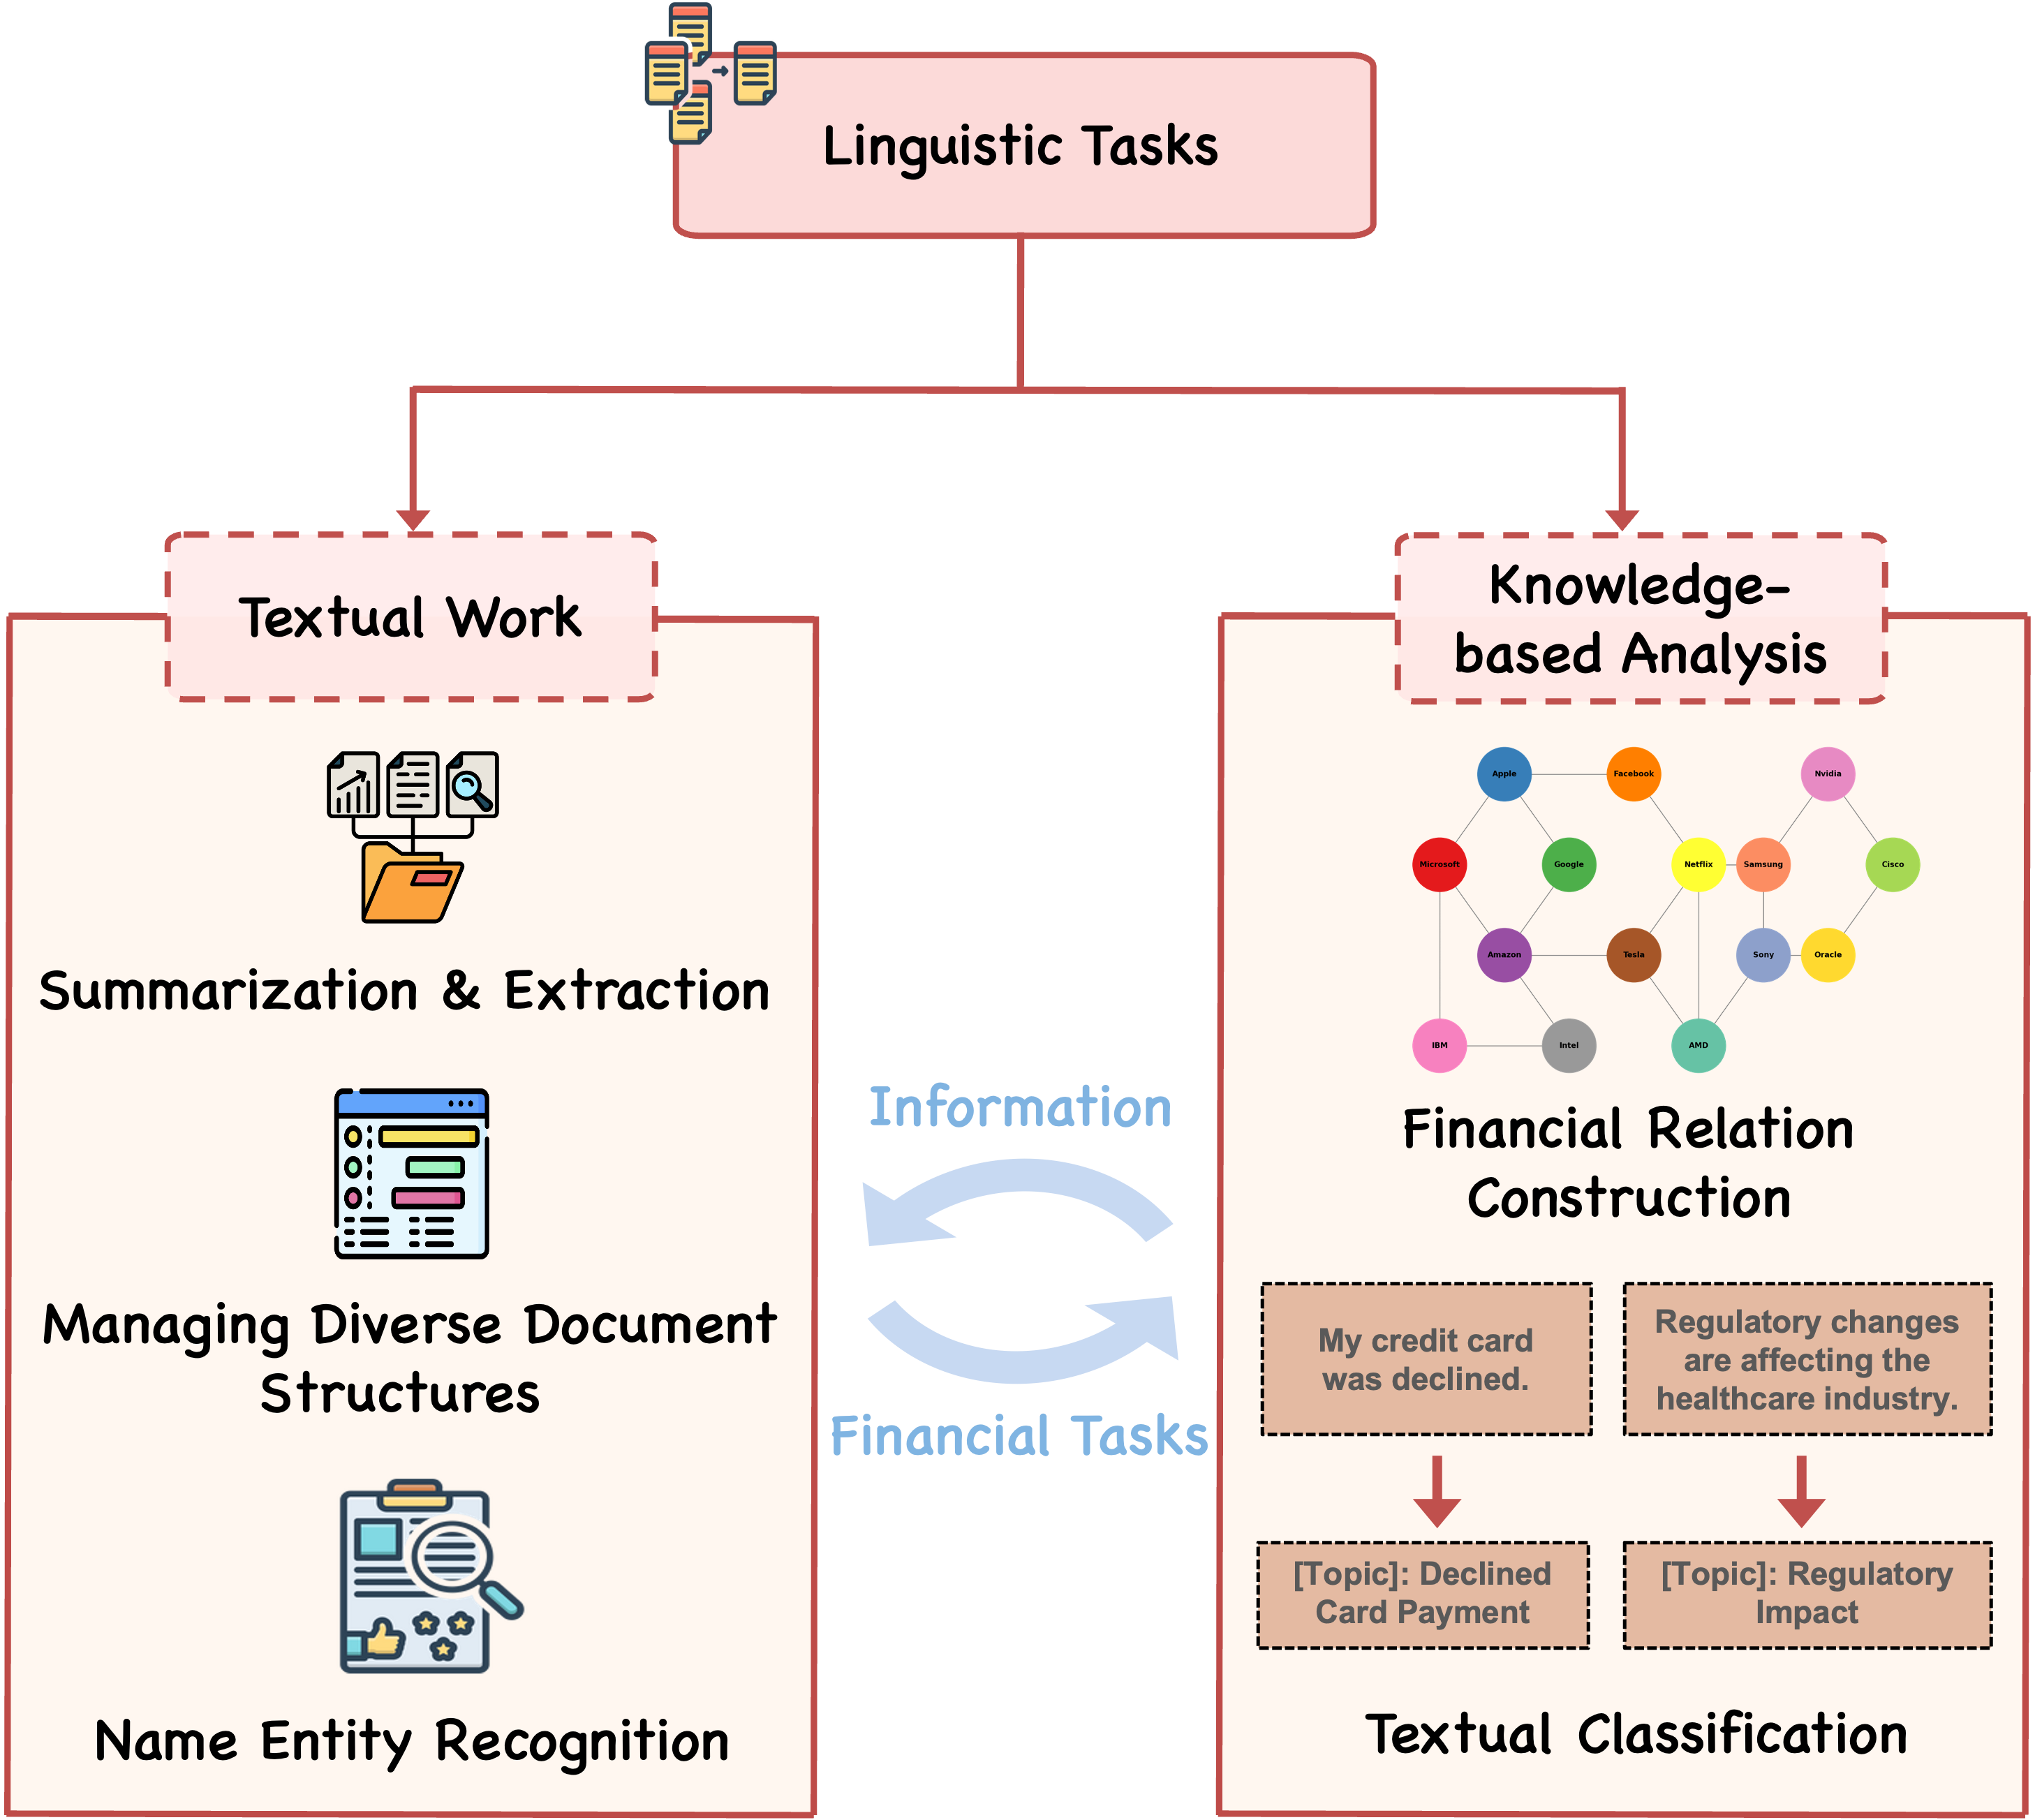 Linguistic Tasks
Textual Work
Summarization & Extraction
Managing Diverse Document
Structures
Name Entity Recognition
Information
Financial Tasks
Knowledge-
based Analysis
Apple
Facebook
Nvidia
Microsoft
Google
Netflix
Samsung
Cisco
Amazon
Tesla
Sony
Oracle
IBM
Intel
AMD
Financial Relation
Construction
My credit card
was declined.
Regulatory changes
are affecting the
healthcare industry.
[Topic]: Declined
Card Payment
[Topic]: Regulatory
Impact
Textual Classification